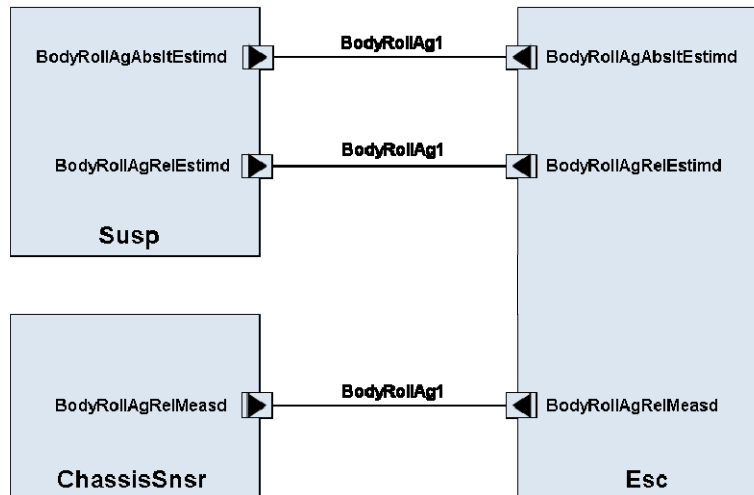 BodyRollAg1
BodyRollAgAbsltEstimd
BodyRollAgAbsltEstimd
BodyRollAg1
BodyRollAgRelEstimd
BodyRollAgRelEstimd
Susp
BodyRollAg1
BodyRollAgRelMeasd
BodyRollAgRelMeasd
ChassisSnsr
Esc